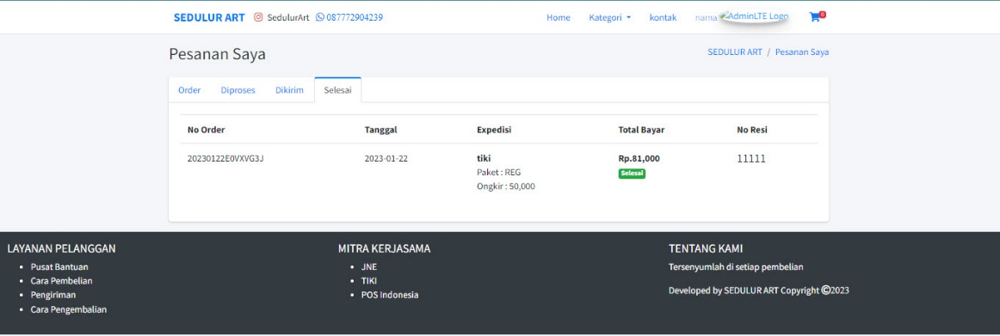 SEDULUR ART SedulurArt 087772904239 Home Kategori kontak nama AdminLTE Logo 0
Pesanan Saya SEDULUR ART / Pesanan Saya
Order Diproses Dikirim Selesai
No Order Tanggal Expedisi Total Bayar No Resi
20230122E0VXVG3J 2023-01-22 tiki Rp.81,000 11111
Paket : REG Selesai
Ongkir : 50,000
LAYANAN PELANGGAN MITRA KERJASAMA TENTANG KAMI
• Pusat Bantuan • JNE Tersenyumlah di setiap pembelian
• Cara Pembelian • TIKI
• Pengiriman • POS Indonesia Developed by SEDULUR ART Copyright ©2023
• Cara Pengembalian